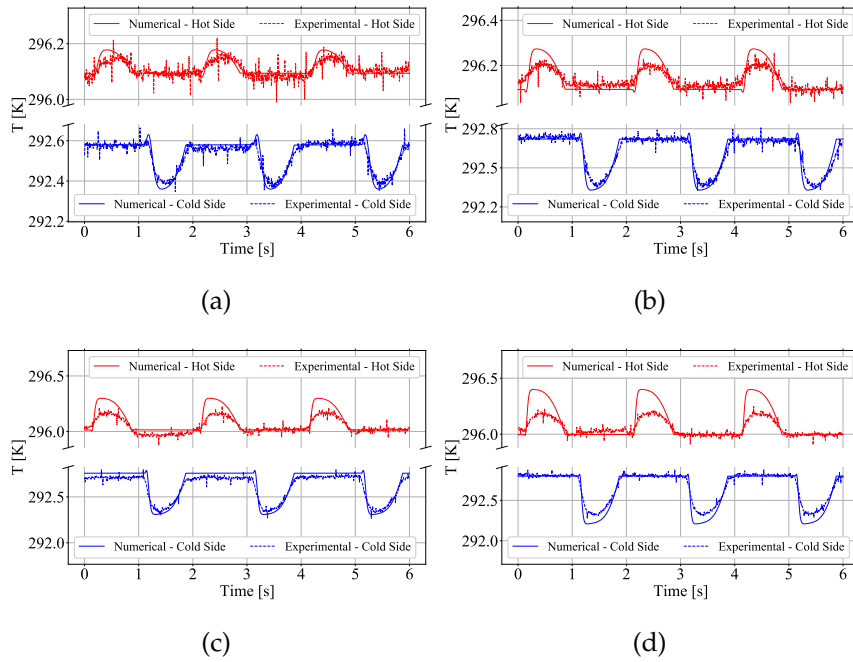 Numerical - Hot Side Experimental - Hot Side
296.2
296.0
T [K]
292.6
292.4
292.2
Numerical - Cold Side Experimental - Cold Side
0 1 2 3 4 5 6
Time [s]
(a)
296.4
Numerical - Hot Side Experimental - Hot Side
296.2
T [K]
292.8
292.5
292.2
Numerical - Cold Side Experimental - Cold Side
0 1 2 3 4 5 6
Time [s]
(b)
Numerical - Hot Side Experimental - Hot Side
296.5
296.0
T [K]
292.5
292.0
Numerical - Cold Side Experimental - Cold Side
0 1 2 3 4 5 6
Time [s]
(c)
Numerical - Hot Side Experimental - Hot Side
296.5
296.0
T [K]
292.5
292.0
Numerical - Cold Side Experimental - Cold Side
0 1 2 3 4 5 6
Time [s]
(d)